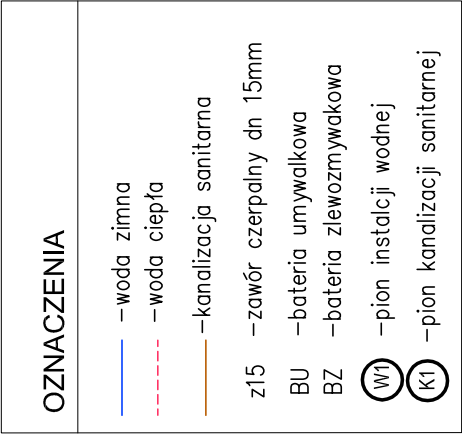 OZNACZENIA
–woda zimna
–woda ciepła
–kanalizacja sanitarna
z15 –zawór czerpalny dn 15mm
BU –bateria umywalkowa
BZ –bateria zlewozmywakowa
W1 –pion instalcji wodnej
K1 –pion kanalizacji sanitarnej